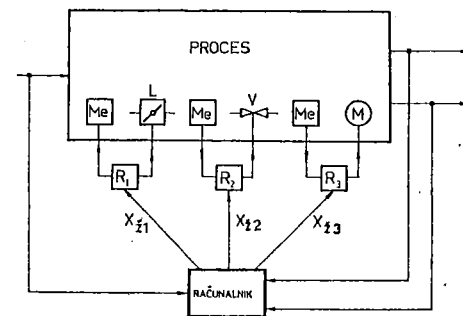 PROCES
Me L Me V Me M
R₁ R₂ R₃
Xž1 Xž2 Xž3
RAČUNALNIK